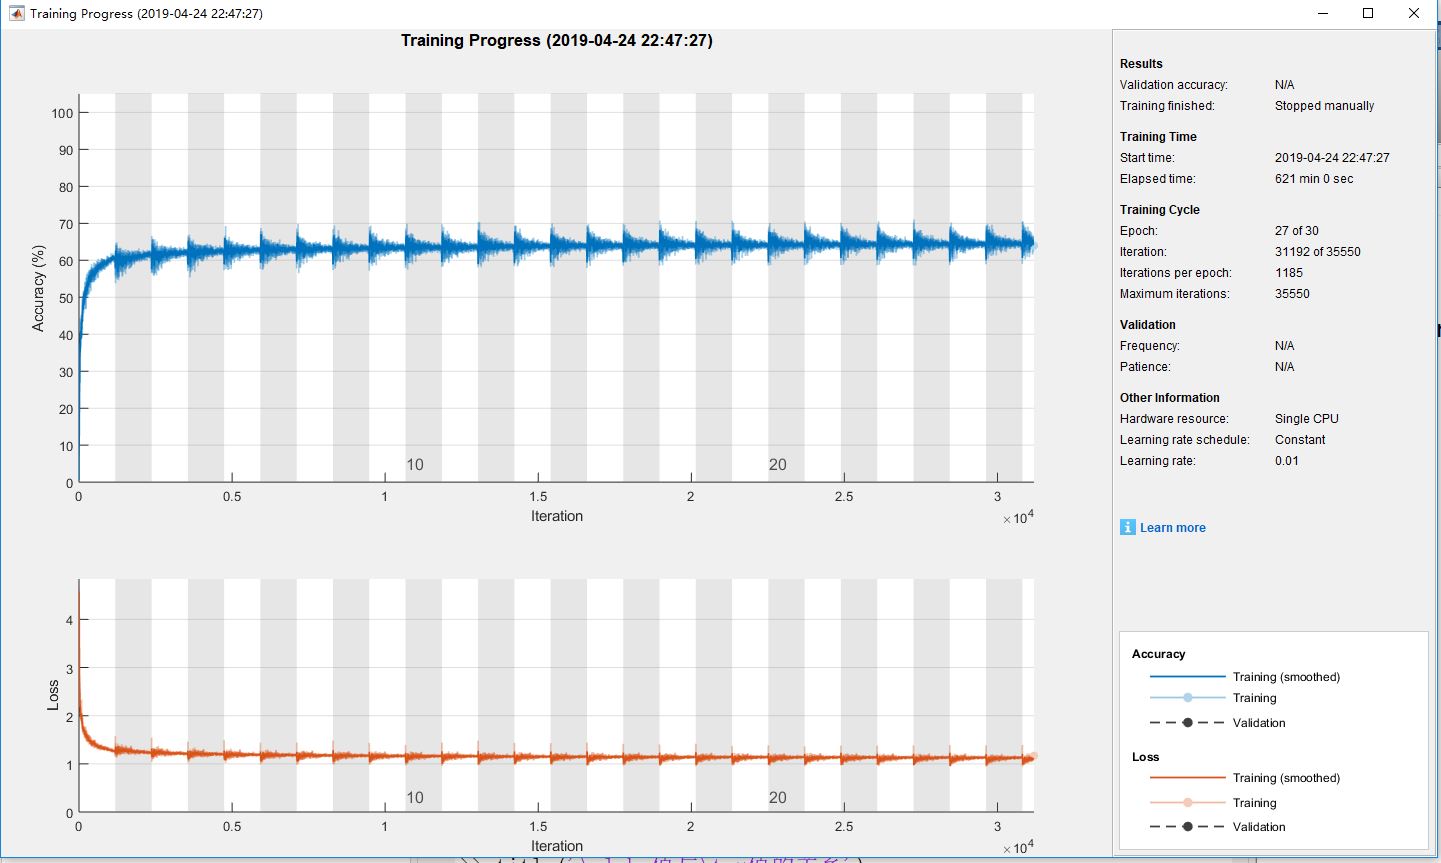 Training Progress (2019-04-24 22:47:27)
Training Progress (2019-04-24 22:47:27)
100
90
80
70
60
50
40
30
20
10
0
Accuracy (%)
10
20
0
0.5
1
1.5
2
2.5
3
Iteration
×10^4
4
3
2
1
0
Loss
10
20
0
0.5
1
1.5
2
2.5
3
Iteration
×10^4
Results
Validation accuracy: N/A
Training finished: Stopped manually
Training Time
Start time: 2019-04-24 22:47:27
Elapsed time: 621 min 0 sec
Training Cycle
Epoch: 27 of 30
Iteration: 31192 of 35550
Iterations per epoch: 1185
Maximum iterations: 35550
Validation
Frequency: N/A
Patience: N/A
Other Information
Hardware resource: Single CPU
Learning rate schedule: Constant
Learning rate: 0.01
Learn more
Accuracy
Training (smoothed)
Training
Validation
Loss
Training (smoothed)
Training
Validation